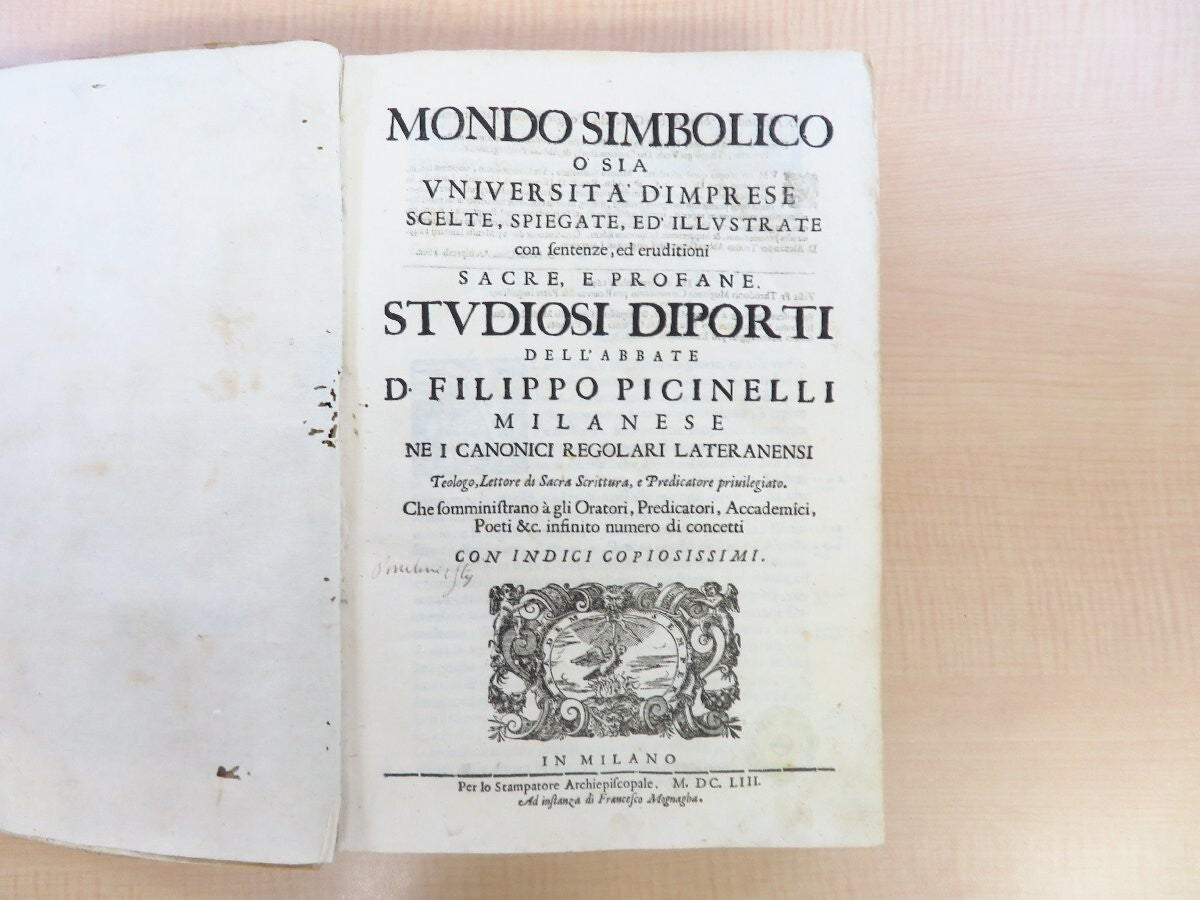 MONDO SIMBOLICO
O' SIA
VNIVERSITA' D'IMPRESE
SCELTE, SPIEGATE, ED' ILLVSTRATE
con ſentenze, ed eruditioni
SACRE, E PROFANE.
STVDIOSI DIPORTI
DELL'ABBATE
D. FILIPPO PICINELLI
MILANESE
NE I CANONICI REGOLARI LATERANENSI
Teologo, Lettore di Sacra Scrittura, e Predicatore priuilegiato.
Che ſomminiſtrano à gli Oratori, Predicatori, Accademici,
Poeti &c. infinito numero di concetti
CON INDICI COPIOSISSIMI.
IN MILANO
Per lo Stampatore Archiepiſcopale. M. DC. LIII.
Ad inſtanza di Franceſco Mognagha.